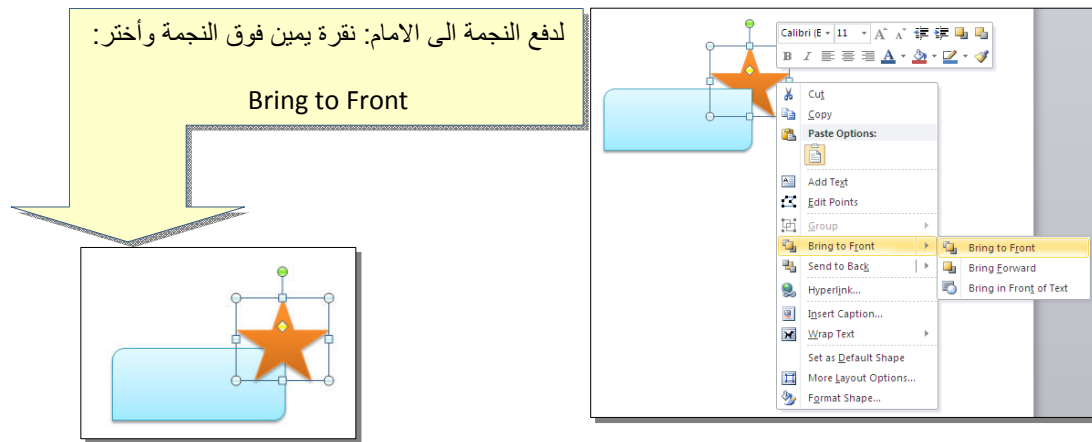 لدفع النجمة الى الامام: نقرة يمين فوق النجمة وأختر:
Bring to Front
Calibri (E 11 A A
B I A
Cut
Copy
Paste Options:
Add Text
Edit Points
Group
Bring to Front
Send to Back
Hyperlink...
Insert Caption...
Wrap Text
Set as Default Shape
More Layout Options...
Format Shape...
Bring to Front
Bring Forward
Bring in Front of Text